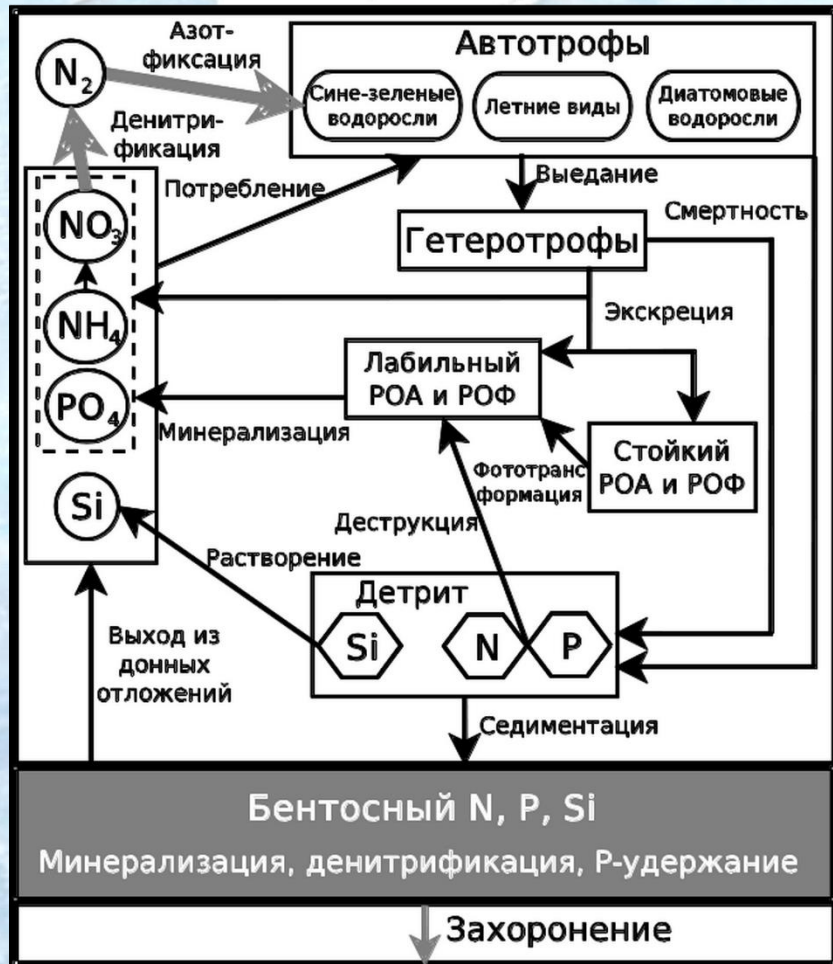 Азот-
фиксация
N2
Автотрофы
Сине-зеленые
водоросли
Летние виды
Диатомовые
водоросли
Денитри-
фикация
Потребление
Выедание
Смертность
NO3
Гетеротрофы
NH4
Экскреция
Лабильный
РОА и РОФ
PO4
Минерализация
Стойкий
РОА и РОФ
Фототранс
формация
Si
Деструкция
Растворение
Детрит
Si
N
P
Выход из
донных
отложений
Седиментация
Бентосный N, P, Si
Минерализация, денитрификация, Р-удержание
Захоронение